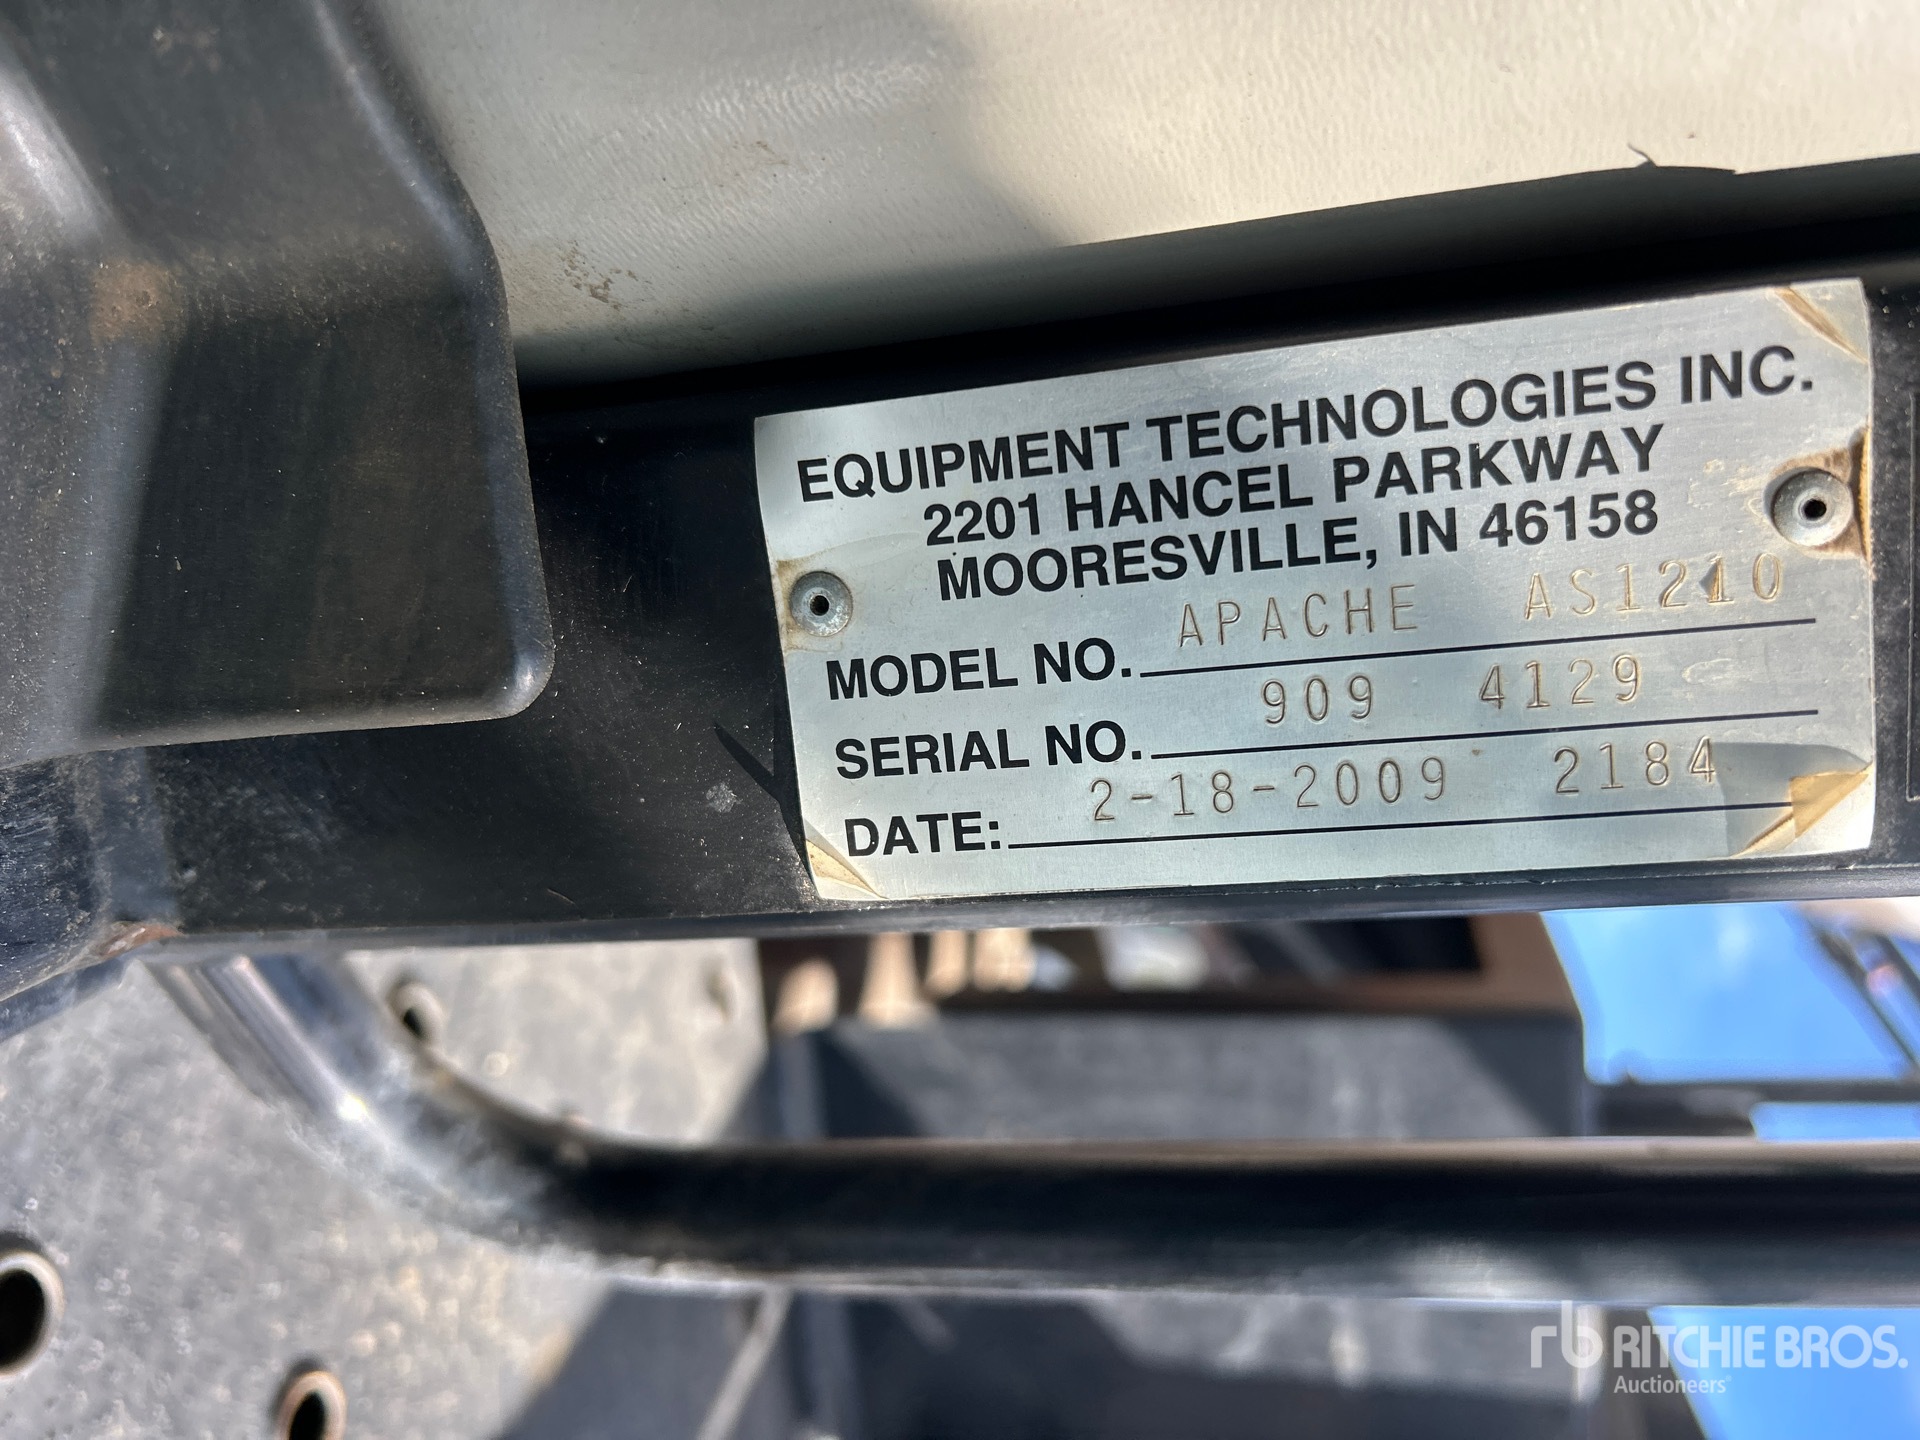 EQUIPMENT TECHNOLOGIES INC.
2201 HANCEL PARKWAY
MOORESVILLE, IN 46158
MODEL NO. APACHE AS1210
SERIAL NO. 909 4129
DATE: 2-18-2009 2184
rb RITCHIE BROS.
Auctioneers